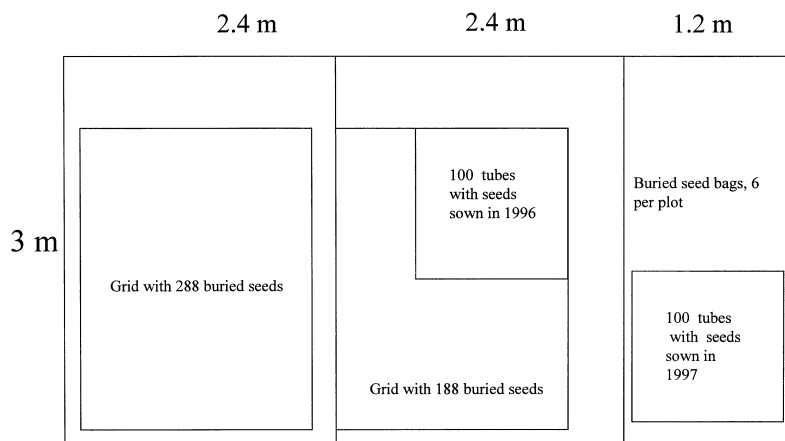 2.4 m
2.4 m
1.2 m
3 m
Grid with 288 buried seeds
100 tubes
with seeds
sown in 1996
Grid with 188 buried seeds
Buried seed bags, 6
per plot
100 tubes
with seeds
sown in
1997